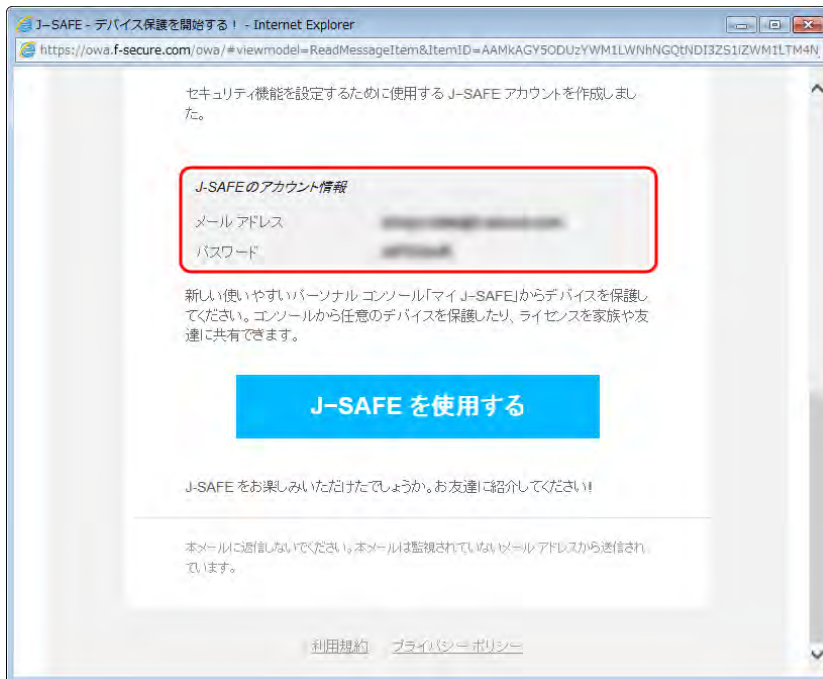 J-SAFE - デバイス保護を開始する! - Internet Explorer
https://owa.f-secure.com/owa/#viewmodel=ReadMessageItem&ItemID=AAMkAGY5ODUzYWM1LWNhNGQtNDI3ZS1iZWM1LTM4N
セキュリティ機能を設定するために使用する J-SAFE アカウントを作成しまし
た。
J-SAFEのアカウント情報
メール アドレス
パスワード
新しい使いやすいパーソナル コンソール「マイ J-SAFE」からデバイスを保護し
てください。コンソールから任意のデバイスを保護したり、ライセンスを家族や友
達に共有できます。
J-SAFE を使用する
J-SAFE をお楽しみいただけたでしょうか。お友達に紹介してください!
本メールに返信しないでください。本メールは監視されていないメール アドレスから送信され
ています。
利用規約 プライバシー ポリシー